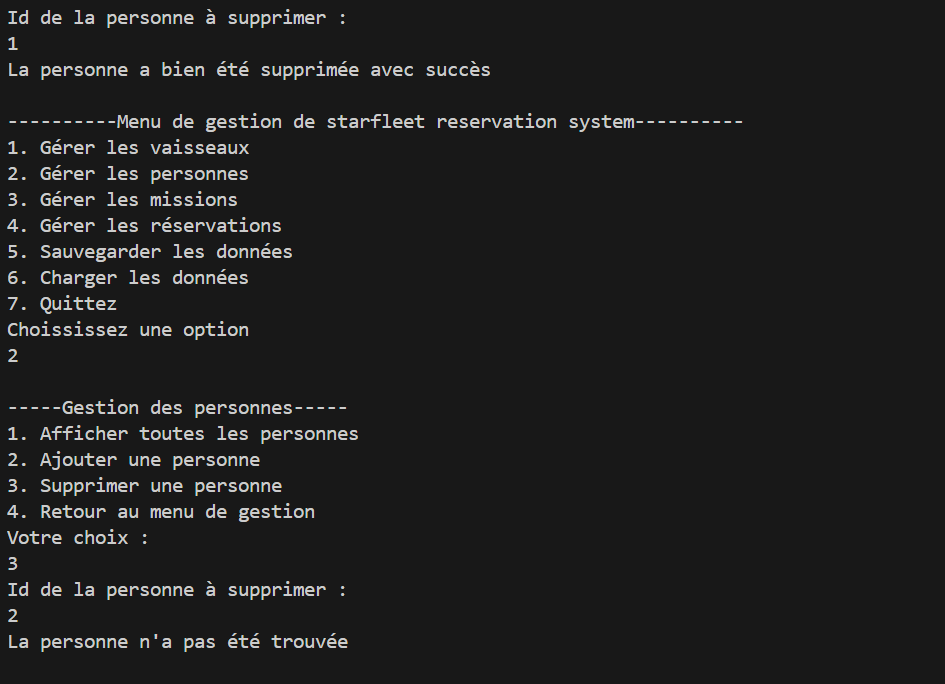 Id de la personne à supprimer :
1
La personne a bien été supprimée avec succès
----------Menu de gestion de starfleet reservation system----------
1. Gérer les vaisseaux
2. Gérer les personnes
3. Gérer les missions
4. Gérer les réservations
5. Sauvegarder les données
6. Charger les données
7. Quittez
Choississez une option
2
-----Gestion des personnes-----
1. Afficher toutes les personnes
2. Ajouter une personne
3. Supprimer une personne
4. Retour au menu de gestion
Votre choix :
3
Id de la personne à supprimer :
2
La personne n'a pas été trouvée